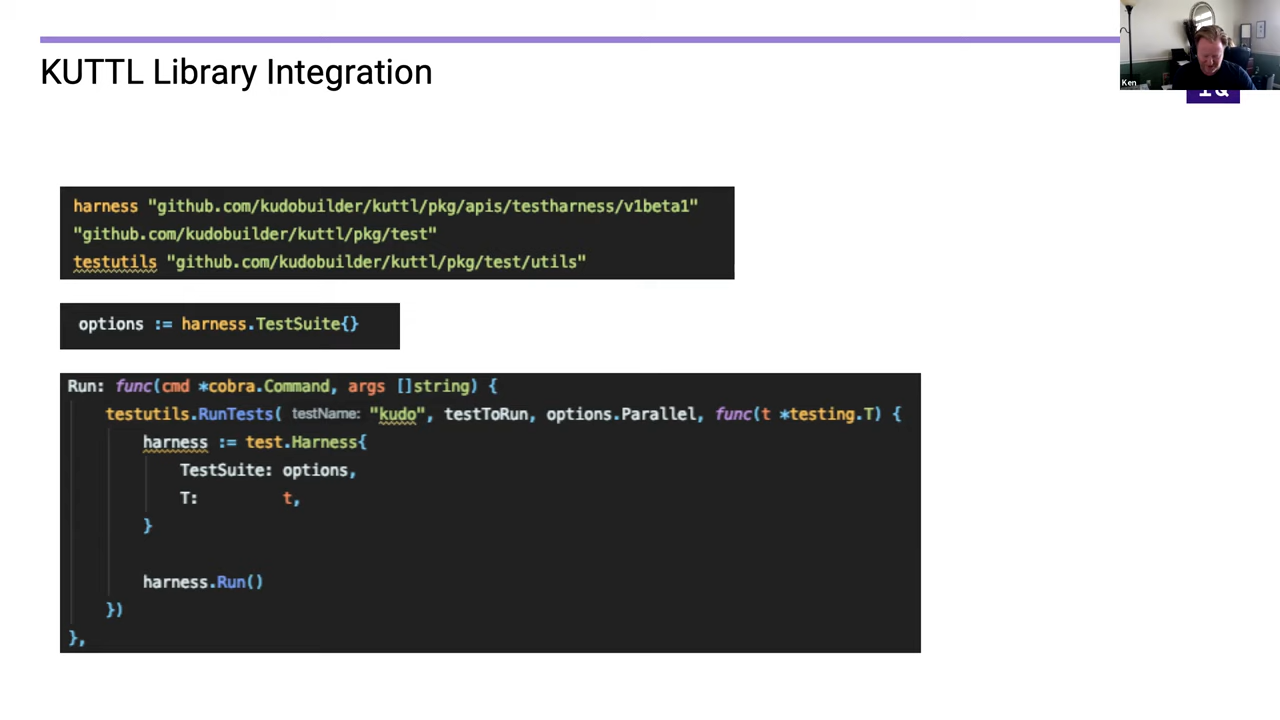 KUTTL Library Integration
Ken
harness "github.com/kudobuilder/kuttl/pkg/apis/testharness/v1beta1"
"github.com/kudobuilder/kuttl/pkg/test"
testutils "github.com/kudobuilder/kuttl/pkg/test/utils"
options := harness.TestSuite{}
Run: func(cmd *cobra.Command, args []string) {
testutils.RunTests( testName: "kudo", testToRun, options.Parallel, func(t *testing.T) {
harness := test.Harness{
TestSuite: options,
T: t,
}
harness.Run()
})
},